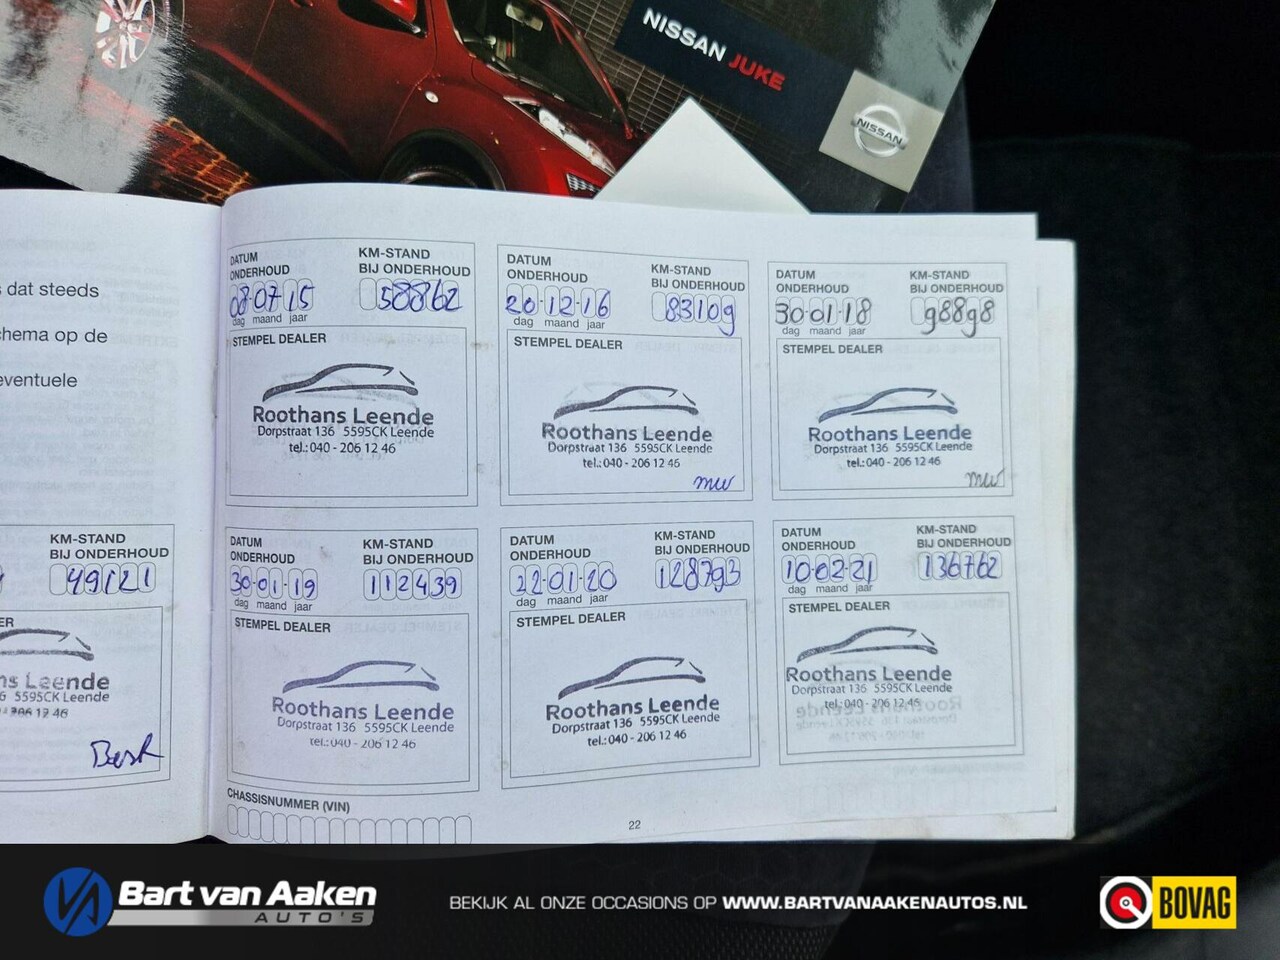 NISSAN JUKE
NISSAN
dat steeds
chema op de
eventuele
KM-STAND
BIJ ONDERHOUD
49121
Leende
5595CK Leende
206 12 46
DATUM
ONDERHOUD
08-07-15
dag maand jaar
KM-STAND
BIJ ONDERHOUD
58862
STEMPEL DEALER
Roothans Leende
Dorpstraat 136 5595CK Leende
tel.: 040 - 206 12 46
DATUM
ONDERHOUD
20-12-16
dag maand jaar
KM-STAND
BIJ ONDERHOUD
83109
STEMPEL DEALER
Roothans Leende
Dorpstraat 136 5595CK Leende
tel.: 040 - 206 12 46
mw
DATUM
ONDERHOUD
30-01-18
dag maand jaar
KM-STAND
BIJ ONDERHOUD
98898
STEMPEL DEALER
Roothans Leende
Dorpstraat 136 5595CK Leende
tel.: 040 - 206 12 46
mw
DATUM
ONDERHOUD
30-01-19
dag maand jaar
KM-STAND
BIJ ONDERHOUD
112439
STEMPEL DEALER
Roothans Leende
Dorpstraat 136 5595CK Leende
tel.: 040 - 206 12 46
DATUM
ONDERHOUD
22-01-20
dag maand jaar
KM-STAND
BIJ ONDERHOUD
128793
STEMPEL DEALER
Roothans Leende
Dorpstraat 136 5595CK Leende
tel.: 040 - 206 12 46
DATUM
ONDERHOUD
10-02-21
dag maand jaar
KM-STAND
BIJ ONDERHOUD
136762
STEMPEL DEALER
Roothans Leende
Dorpstraat 136 5595CK Leende
tel.: 040 - 206 12 46
CHASSISNUMMER (VIN)
22
Bart van Aaken
AUTO'S
BEKIJK AL ONZE OCCASIONS OP WWW.BARTVANAAKENAUTOS.NL
BOVAG